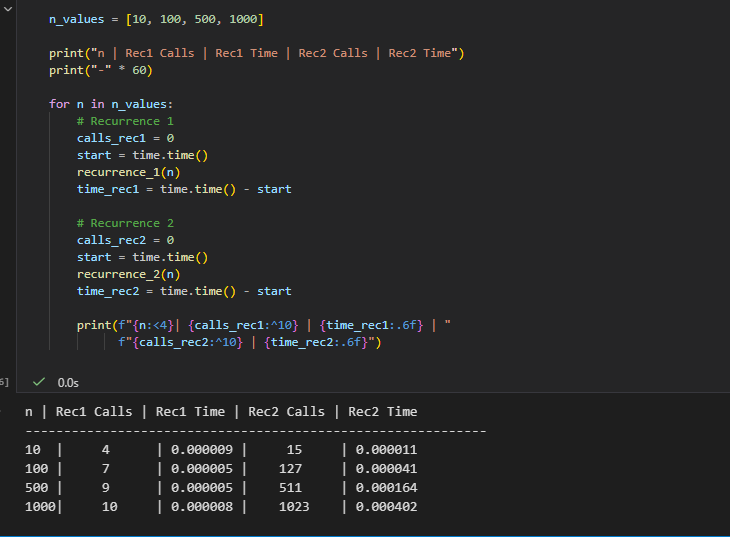 n_values = [10, 100, 500, 1000]
print("n | Rec1 Calls | Rec1 Time | Rec2 Calls | Rec2 Time")
print("-" * 60)
for n in n_values:
# Recurrence 1
calls_rec1 = 0
start = time.time()
recurrence_1(n)
time_rec1 = time.time() - start
# Recurrence 2
calls_rec2 = 0
start = time.time()
recurrence_2(n)
time_rec2 = time.time() - start
print(f"{n:<4}| {calls_rec1:^10} | {time_rec1:.6f} | "
f"{calls_rec2:^10} | {time_rec2:.6f}")
6] 0.0s
n | Rec1 Calls | Rec1 Time | Rec2 Calls | Rec2 Time
------------------------------------------------------------
10  |     4      | 0.000009 |     15     | 0.000011
100 |     7      | 0.000005 |    127     | 0.000041
500 |     9      | 0.000005 |    511     | 0.000164
1000|     10     | 0.000008 |    1023    | 0.000402